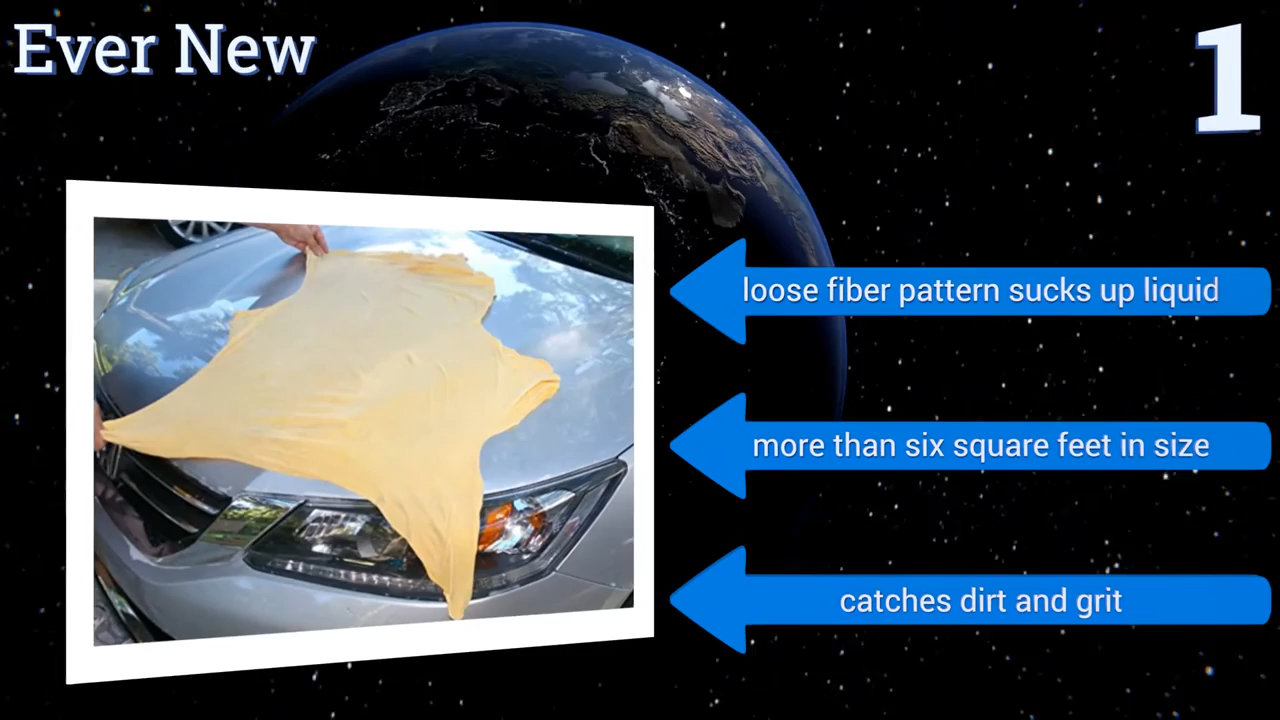 Ever New
1
loose fiber pattern sucks up liquid
more than six square feet in size
catches dirt and grit